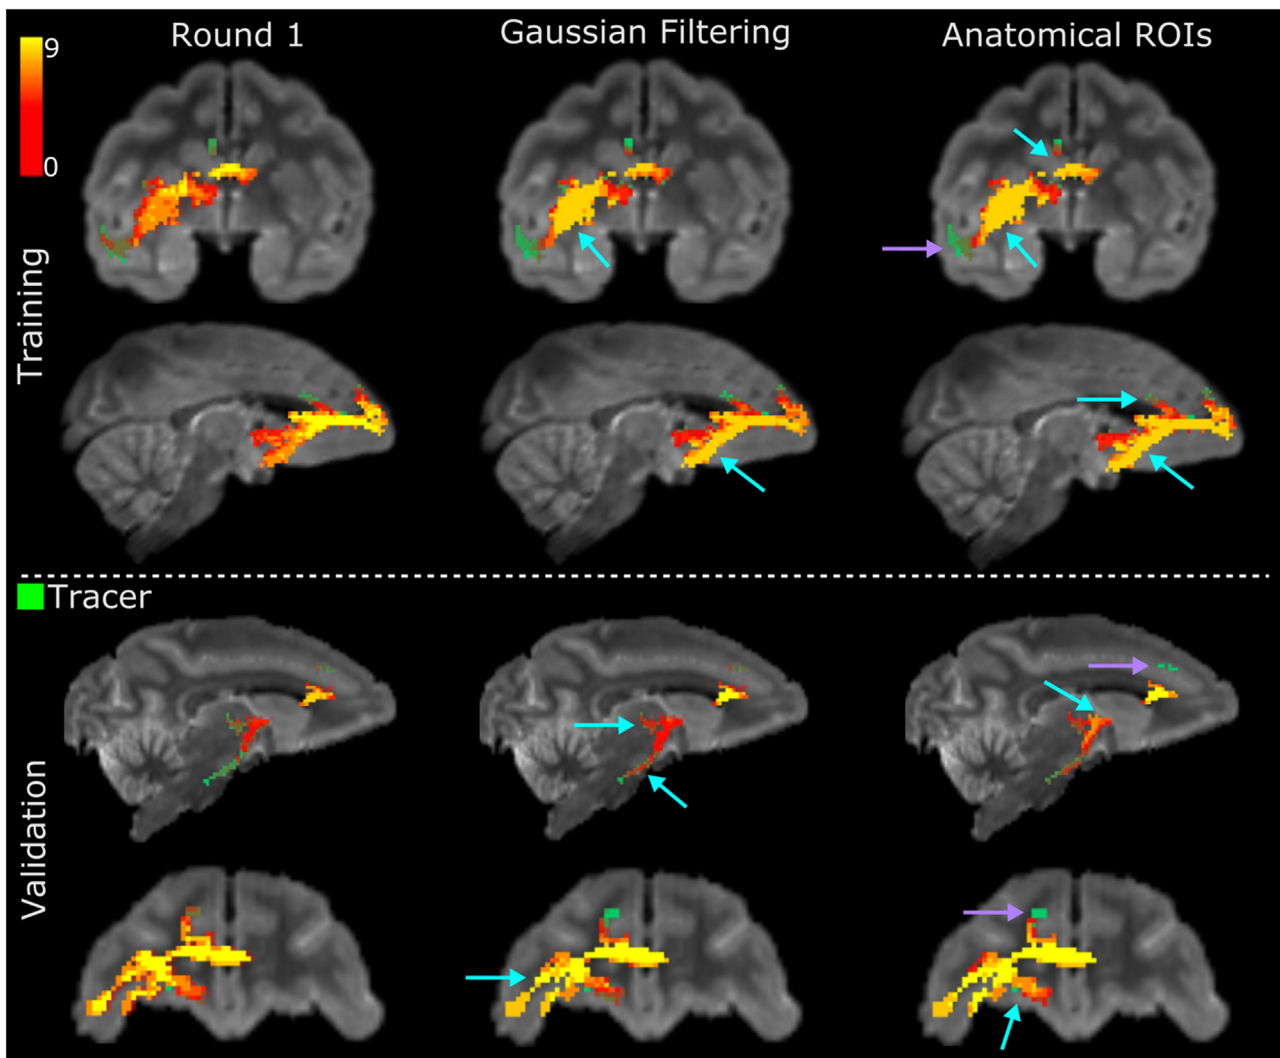 Round 1
Gaussian Filtering
Anatomical ROIs
9
0
Training
Tracer
Validation